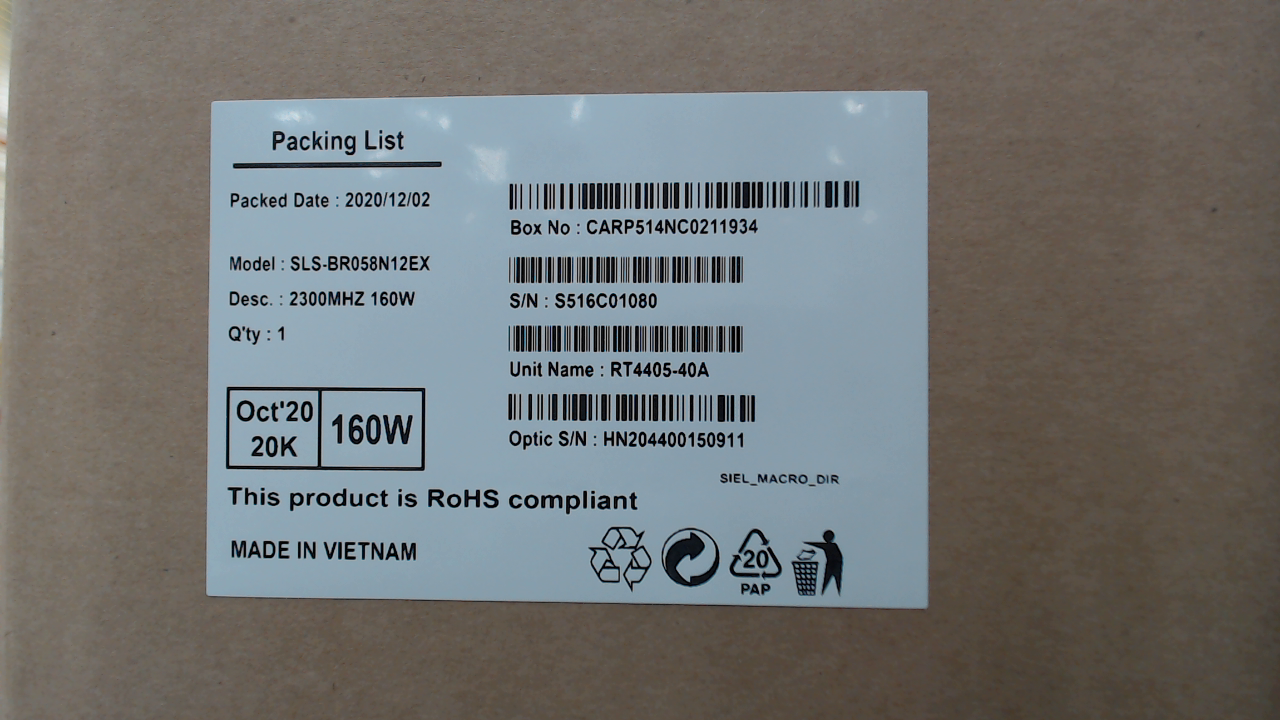 Packing List
Packed Date : 2020/12/02
Model : SLS-BR058N12EX
Desc. : 2300MHZ 160W
Q'ty : 1
Box No : CARP514NC0211934
S/N : S516C01080
Unit Name : RT4405-40A
Optic S/N : HN204400150911
Oct'20
20K
160W
SIEL_MACRO_DIR
This product is RoHS compliant
MADE IN VIETNAM
20
PAP